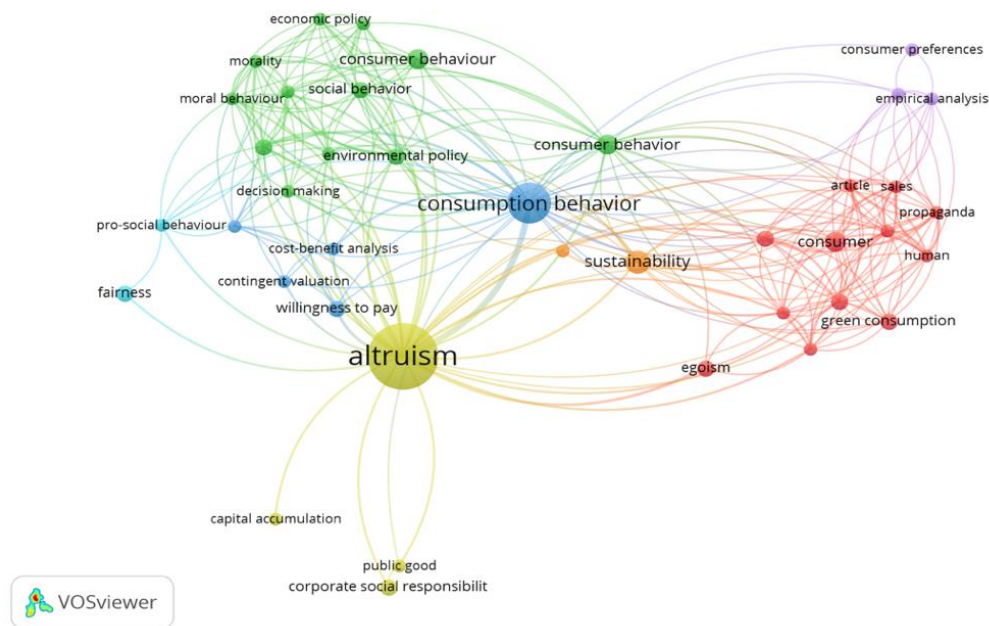 economic policy
consumer behaviour
consumer preferences
morality
social behavior
moral behaviour
empirical analysis
consumer behavior
environmental policy
decision making
article
sales
consumption behavior
propaganda
pro-social behaviour
cost-benefit analysis
consumer
human
sustainability
contingent valuation
fairness
willingness to pay
green consumption
altruism
egoism
capital accumulation
public good
corporate social responsibilit
VOSviewer